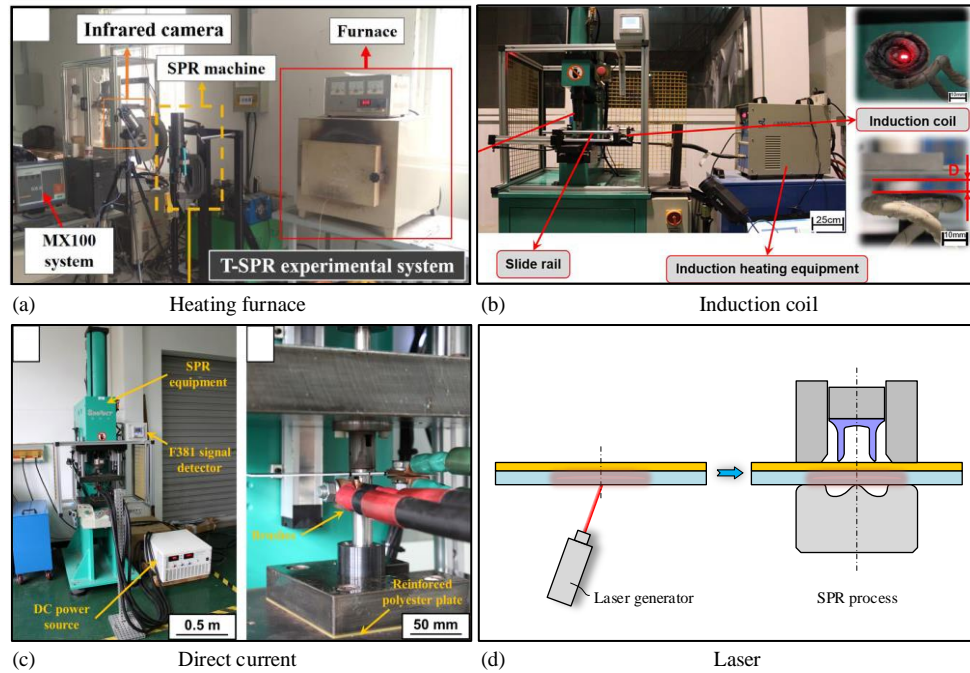 Infrared camera
SPR machine
Furnace
MX100
system
T-SPR experimental system
(a) Heating furnace
10mm
Induction coil
D
25cm
10mm
Slide rail
Induction heating equipment
(b) Induction coil
SPR
equipment
F381 signal
detector
DC power
source
0.5 m
Reinforced
polyester plate
50 mm
(c) Direct current
Laser generator
SPR process
(d) Laser